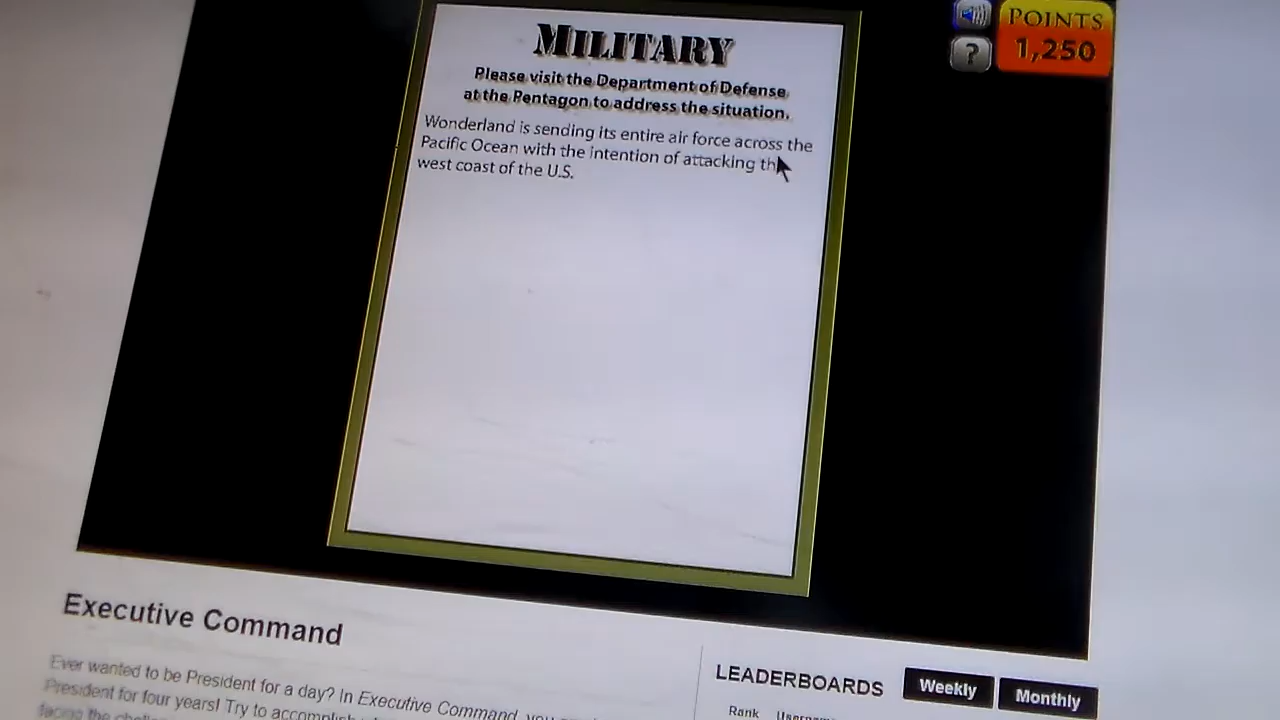 POINTS
1,250
?
MILITARY
Please visit the Department of Defense
at the Pentagon to address the situation.
Wonderland is sending its entire air force across the
Pacific Ocean with the intention of attacking
west coast of the U.S.
Executive Command
Ever wanted to be President for a day? In Executive Command,
President for four years! Try to accomplish
facing the
LEADERBOARDS
Weekly
Monthly
Rank